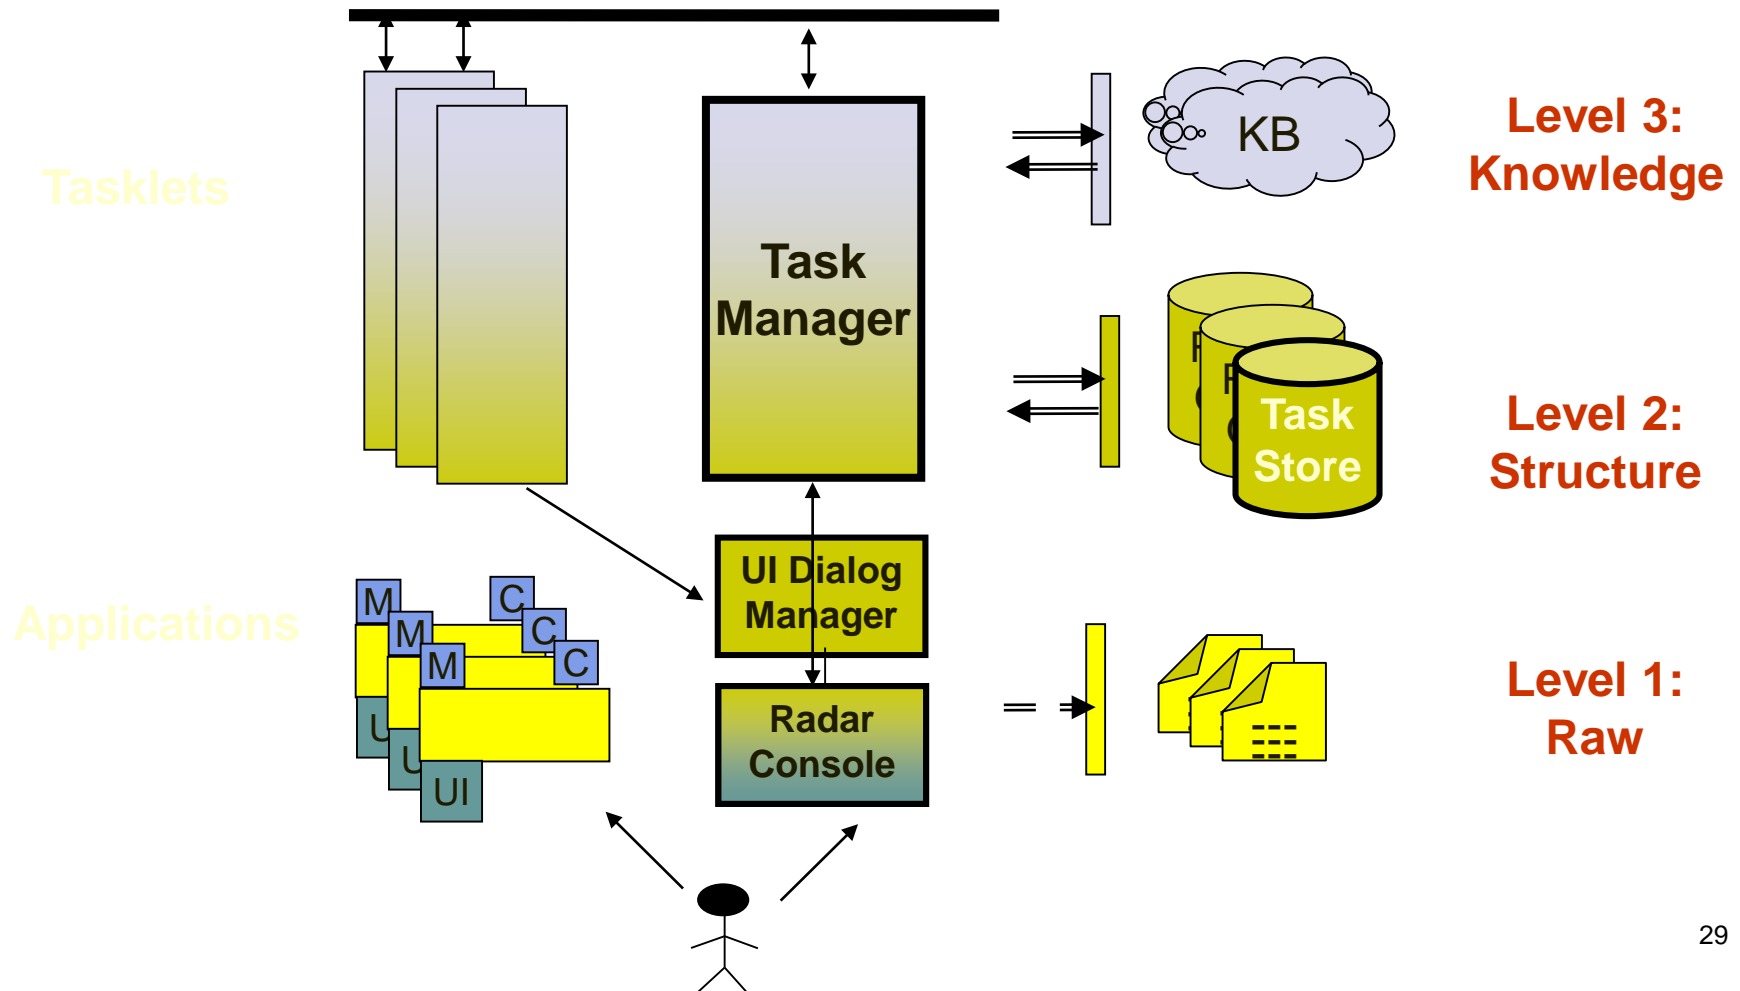 Level 3:
Knowledge
KB
Tasklets
Task
Manager
Task
Store
Level 2:
Structure
UI Dialog
Manager
Applications
M
M
M
C
C
C
U
U
UI
Radar
Console
Level 1:
Raw
29